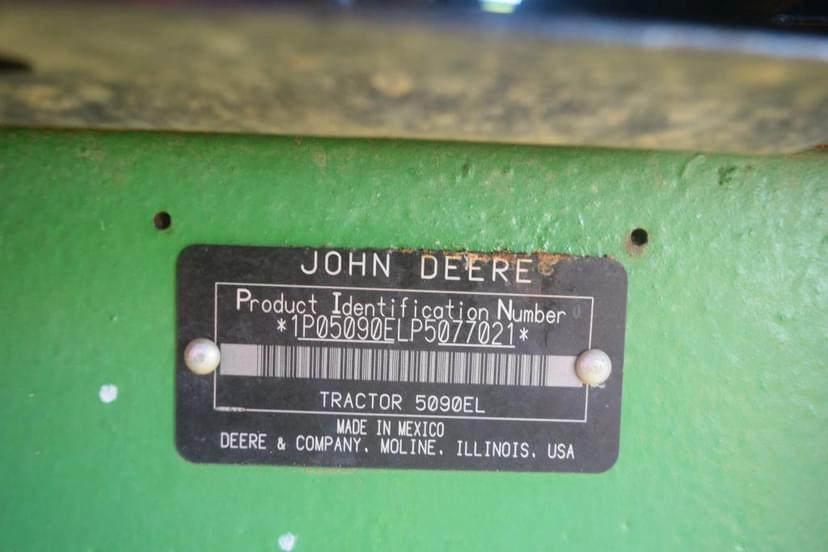 JOHN DEERE
Product Identification Number
*1P05090ELP5077021*
TRACTOR 5090EL
MADE IN MEXICO
DEERE & COMPANY, MOLINE, ILLINOIS, USA